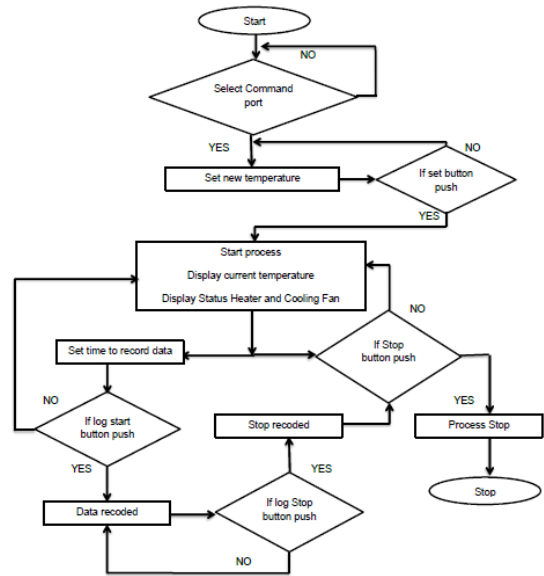 Start
NO
Select Command
port
YES
NO
Set new temperature
If set button
push
YES
Start process
Display current temperature
Display Status Heater and Cooling Fan
NO
Set time to record data
If Stop
button push
NO
If log start
button push
YES
Stop recoded
Process Stop
YES
YES
Data recoded
If log Stop
button push
Stop
NO